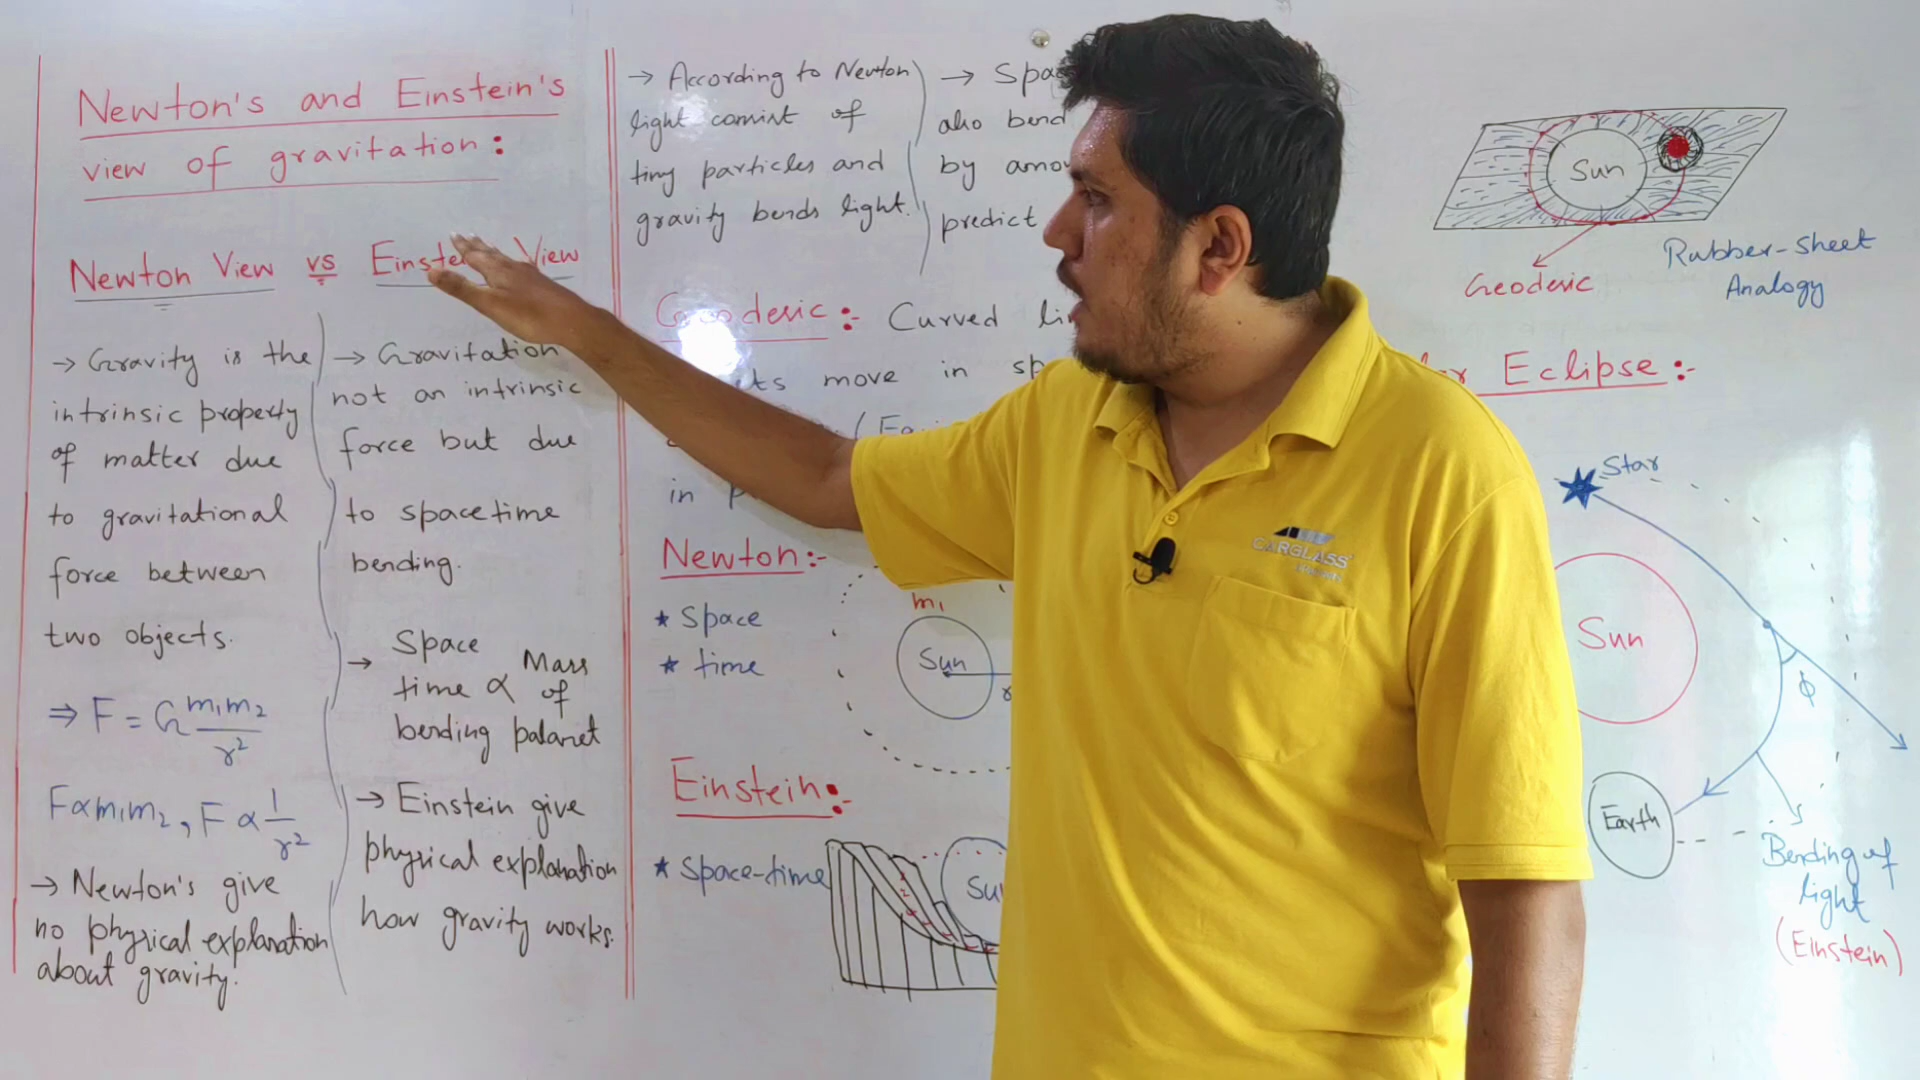 Newton's and Einstein's
view of gravitation:
Newton View vs Einste View
→ Gravity is the
intrinsic property
of matter due
to gravitational
force between
two objects.
⇒ F = G m₁m₂/r²
F∝m₁m₂, F∝ 1/r²
→ Newton's give
no physical explanation
about gravity.
→ Gravitation
not an intrinsic
force but due
to spacetime
bending.
→ Space
time ∝
bending
Mass
of
palanet
→ Einstein give
physical explanation
how gravity works.
→ According to Newton
light consist of
tiny particles and
gravity bends light.
→ Spac
also bend
by amo
predict
Geodesic:- Curved lin
ts move in sp
in
Newton:-
★ Space
★ time
m₁
Sun
r
Einstein:-
★ Space-time
Su
CARGLASS
Sun
Geodesic
Rubber-sheet
Analogy
r Eclipse:-
Star
Sun
ϕ
Earth
Bending of
light
(Einstein)